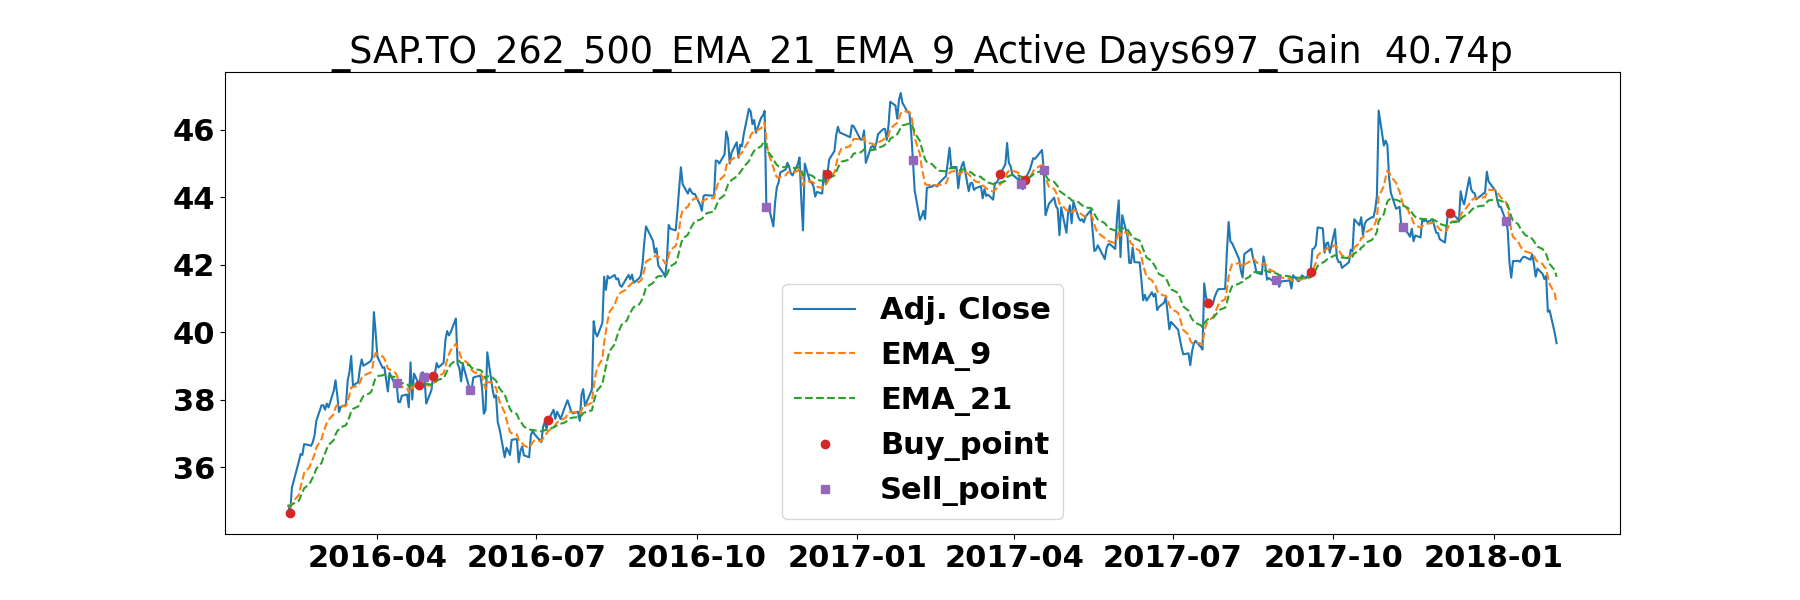 _SAP.TO_262_500_EMA_21_EMA_9_Active Days697_Gain  40.74p
46
44
42
40
38
36
Adj. Close
EMA_9
EMA_21
Buy_point
Sell_point
2016-04 2016-07 2016-10 2017-01 2017-04 2017-07 2017-10 2018-01